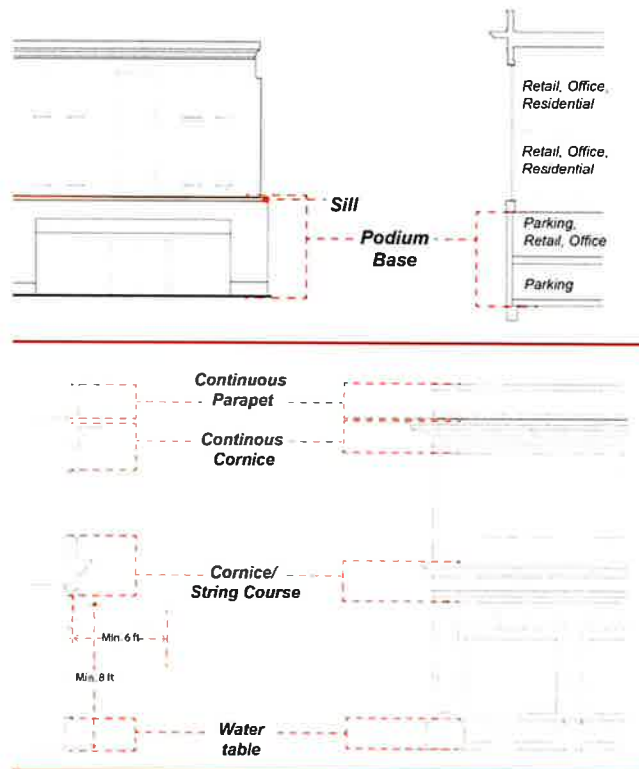 Retail, Office,
Residential
Retail, Office,
Residential
Sill
Podium
Base
Parking,
Retail, Office
Parking
Continuous
Parapet
Continous
Cornice
Cornice/
String Course
Min. 6 ft
Min. 8 ft
Water
table